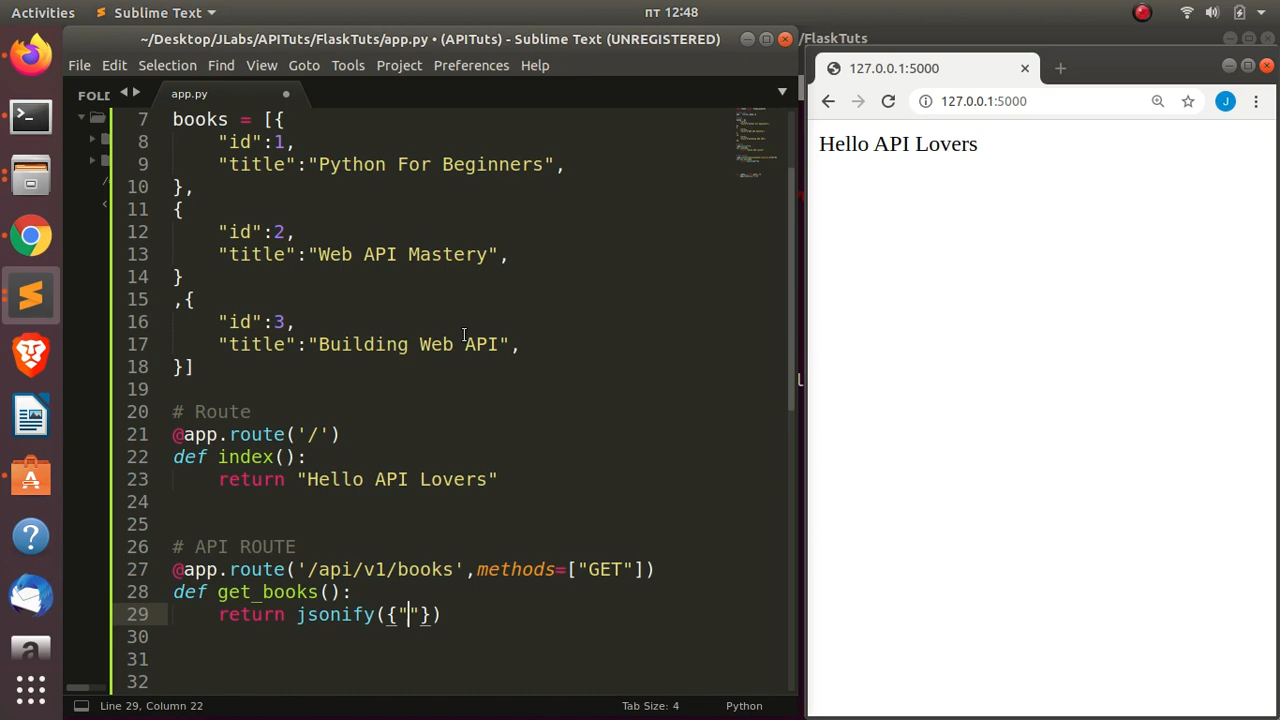 Activities
Sublime Text
пт 12:48
~/Desktop/JLabs/APITuts/FlaskTuts/app.py • (APITuts) - Sublime Text (UNREGISTERED)
/FlaskTuts
File Edit Selection Find View Goto Tools Project Preferences Help
127.0.0.1:5000
FOLD
app.py
127.0.0.1:5000
J
Hello API Lovers
7 books = [{
8 "id":1,
9 "title":"Python For Beginners",
10 },
11 {
12 "id":2,
13 "title":"Web API Mastery",
14 }
15 ,{
16 "id":3,
17 "title":"Building Web API",
18 }]
19
20 # Route
21 @app.route('/')
22 def index():
23 return "Hello API Lovers"
24
25
26 # API ROUTE
27 @app.route('/api/v1/books',methods=["GET"])
28 def get_books():
29 return jsonify({""})
30
31
32
Line 29, Column 22
Tab Size: 4
Python